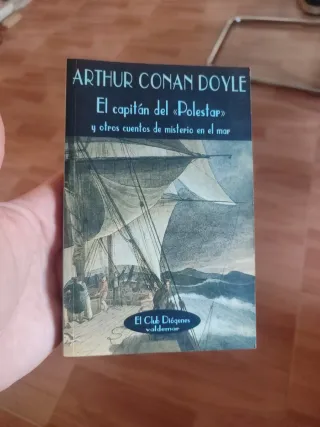 ARTHUR CONAN DOYLE
El capitán del «Polestar»
y otros cuentos de misterio en el mar
El Club Diógenes
valdemar